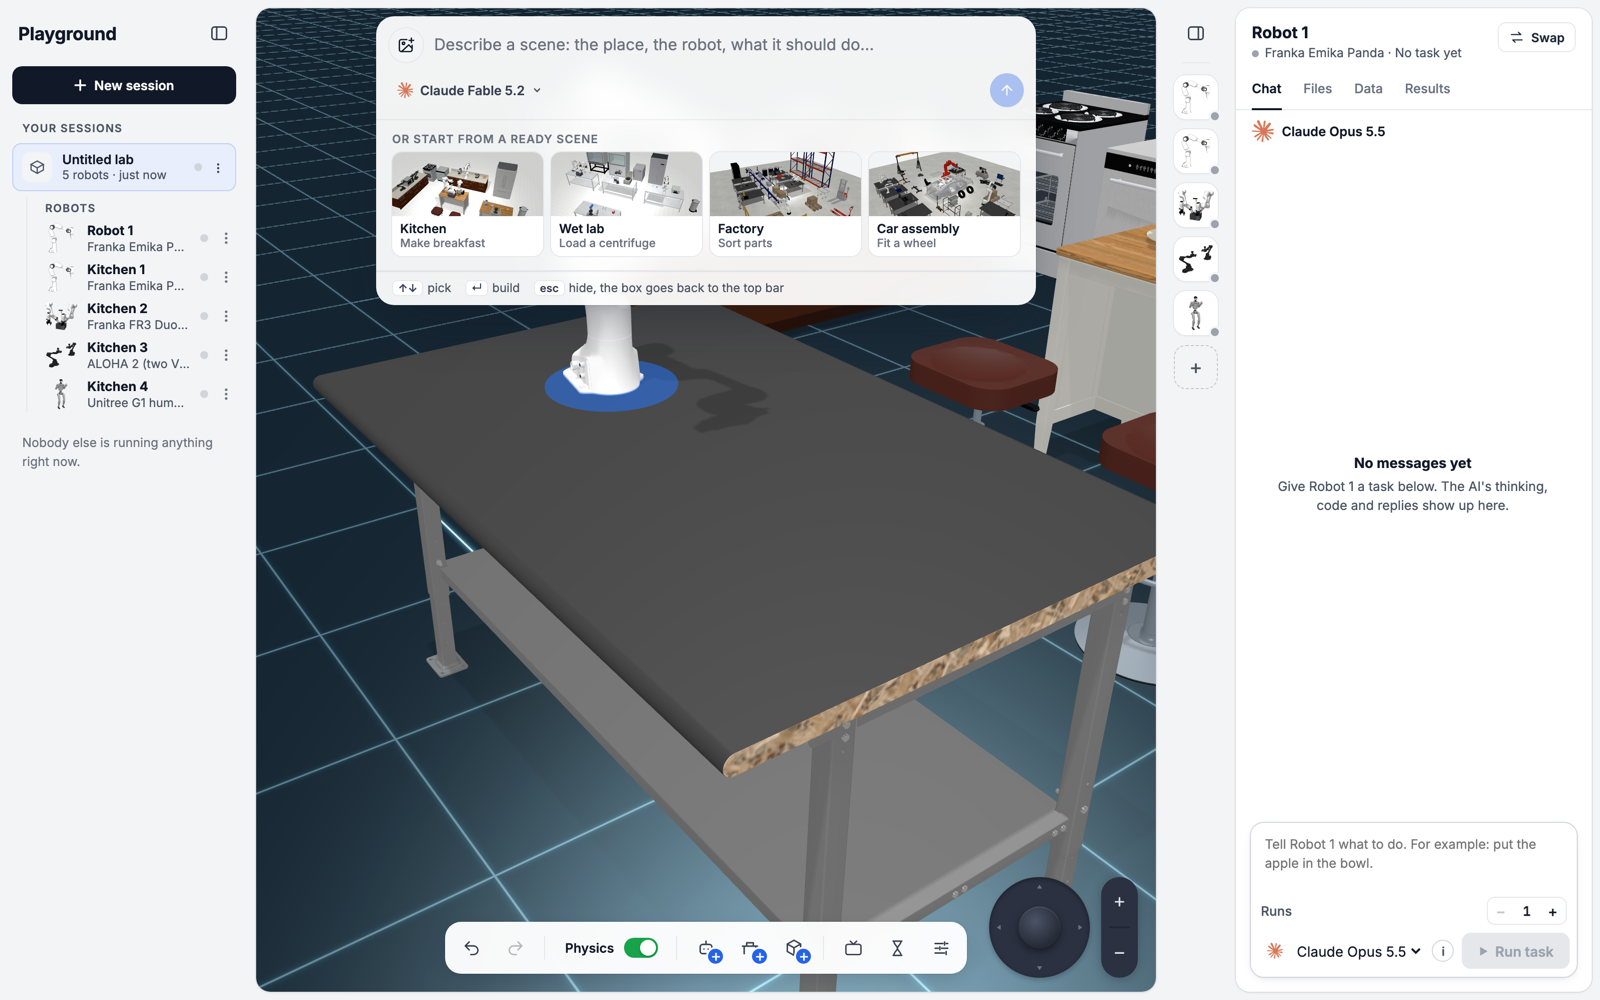 Playground
New session
YOUR SESSIONS
Untitled lab
5 robots · just now
ROBOTS
Robot 1
Franka Emika P...
Kitchen 1
Franka Emika P...
Kitchen 2
Franka FR3 Duo...
Kitchen 3
ALOHA 2 (two V...
Kitchen 4
Unitree G1 hum...
Nobody else is running anything
right now.
Describe a scene: the place, the robot, what it should do...
Claude Fable 5.2
OR START FROM A READY SCENE
Kitchen
Make breakfast
Wet lab
Load a centrifuge
Factory
Sort parts
Car assembly
Fit a wheel
↑↓ pick
↵ build
esc hide, the box goes back to the top bar
Physics
Robot 1
Franka Emika Panda · No task yet
Swap
Chat
Files
Data
Results
Claude Opus 5.5
No messages yet
Give Robot 1 a task below. The AI's thinking,
code and replies show up here.
Tell Robot 1 what to do. For example: put the
apple in the bowl.
Runs
− 1 +
Claude Opus 5.5
i
Run task